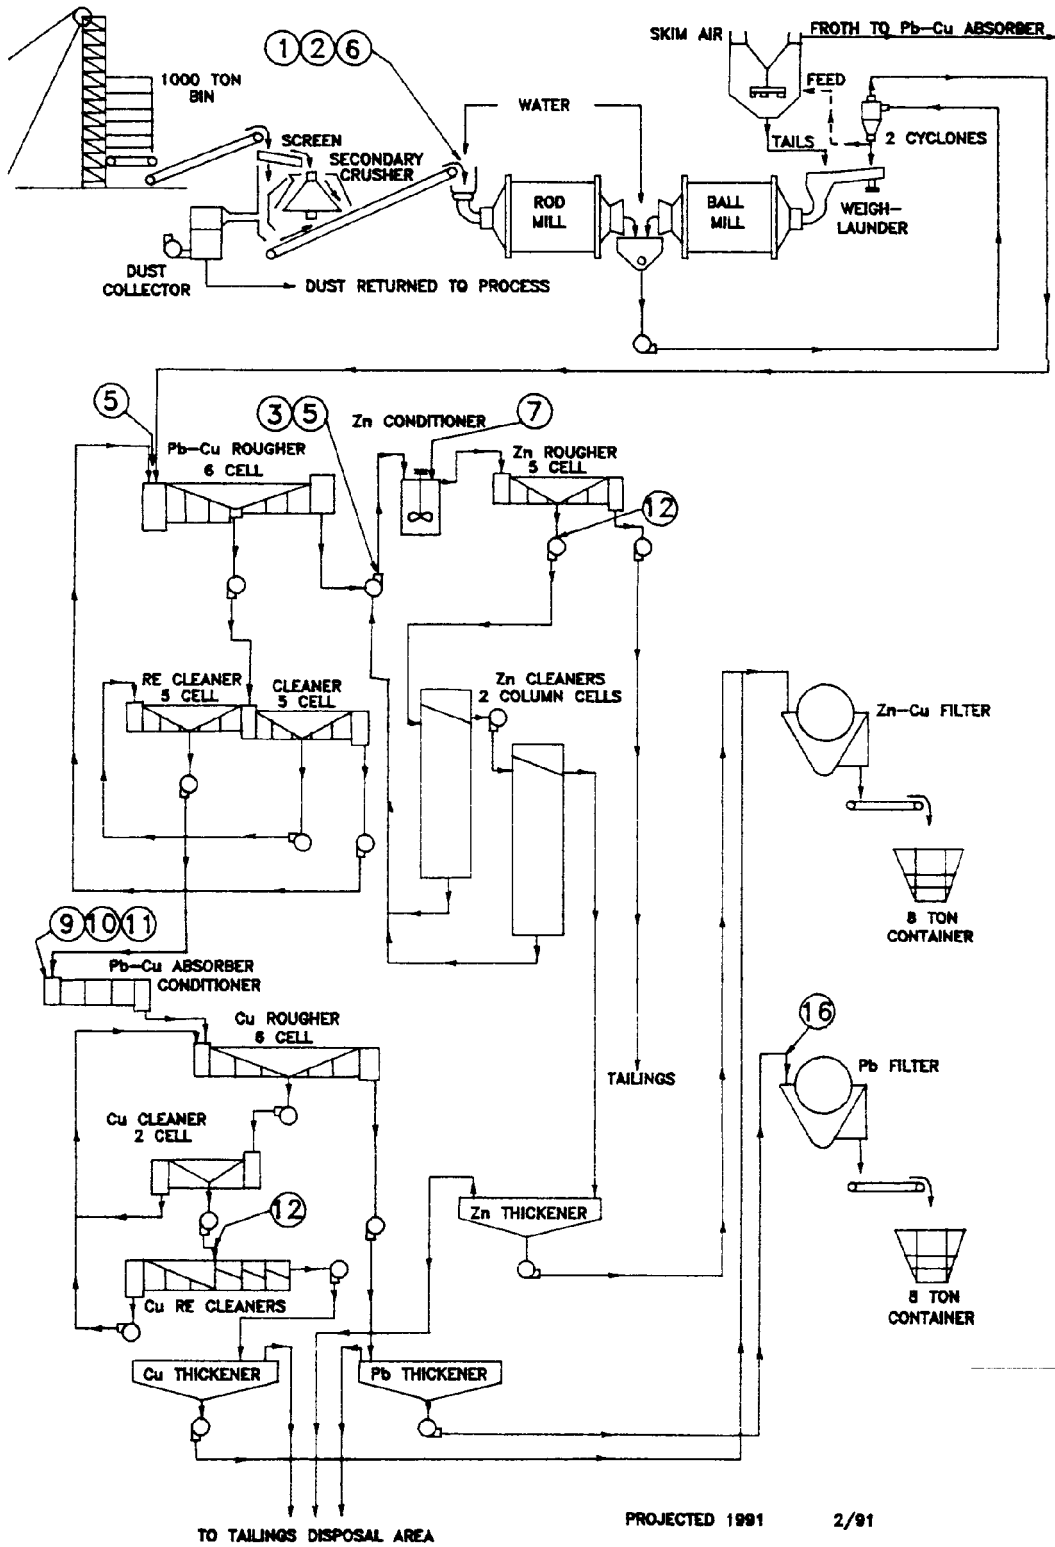 SKIM AIR
FROTH TO Pb-Cu ABSORBER
1 2 6
1000 TON
BIN
FEED
WATER
SCREEN
TAILS
2 CYCLONES
SECONDARY
CRUSHER
ROD
MILL
BALL
MILL
WEIGH-
LAUNDER
DUST
COLLECTOR
DUST RETURNED TO PROCESS
5
3 5
Zn CONDITIONER
7
Pb-Cu ROUGHER
6 CELL
Zn ROUGHER
5 CELL
12
RE CLEANER
5 CELL
CLEANER
5 CELL
Zn CLEANERS
2 COLUMN CELLS
Zn-Cu FILTER
8 TON
CONTAINER
9 10 11
Pb-Cu ABSORBER
CONDITIONER
Cu ROUGHER
6 CELL
16
TAILINGS
Pb FILTER
Cu CLEANER
2 CELL
12
Zn THICKENER
Cu RE CLEANERS
8 TON
CONTAINER
Cu THICKENER
Pb THICKENER
PROJECTED 1991 2/91
TO TAILINGS DISPOSAL AREA